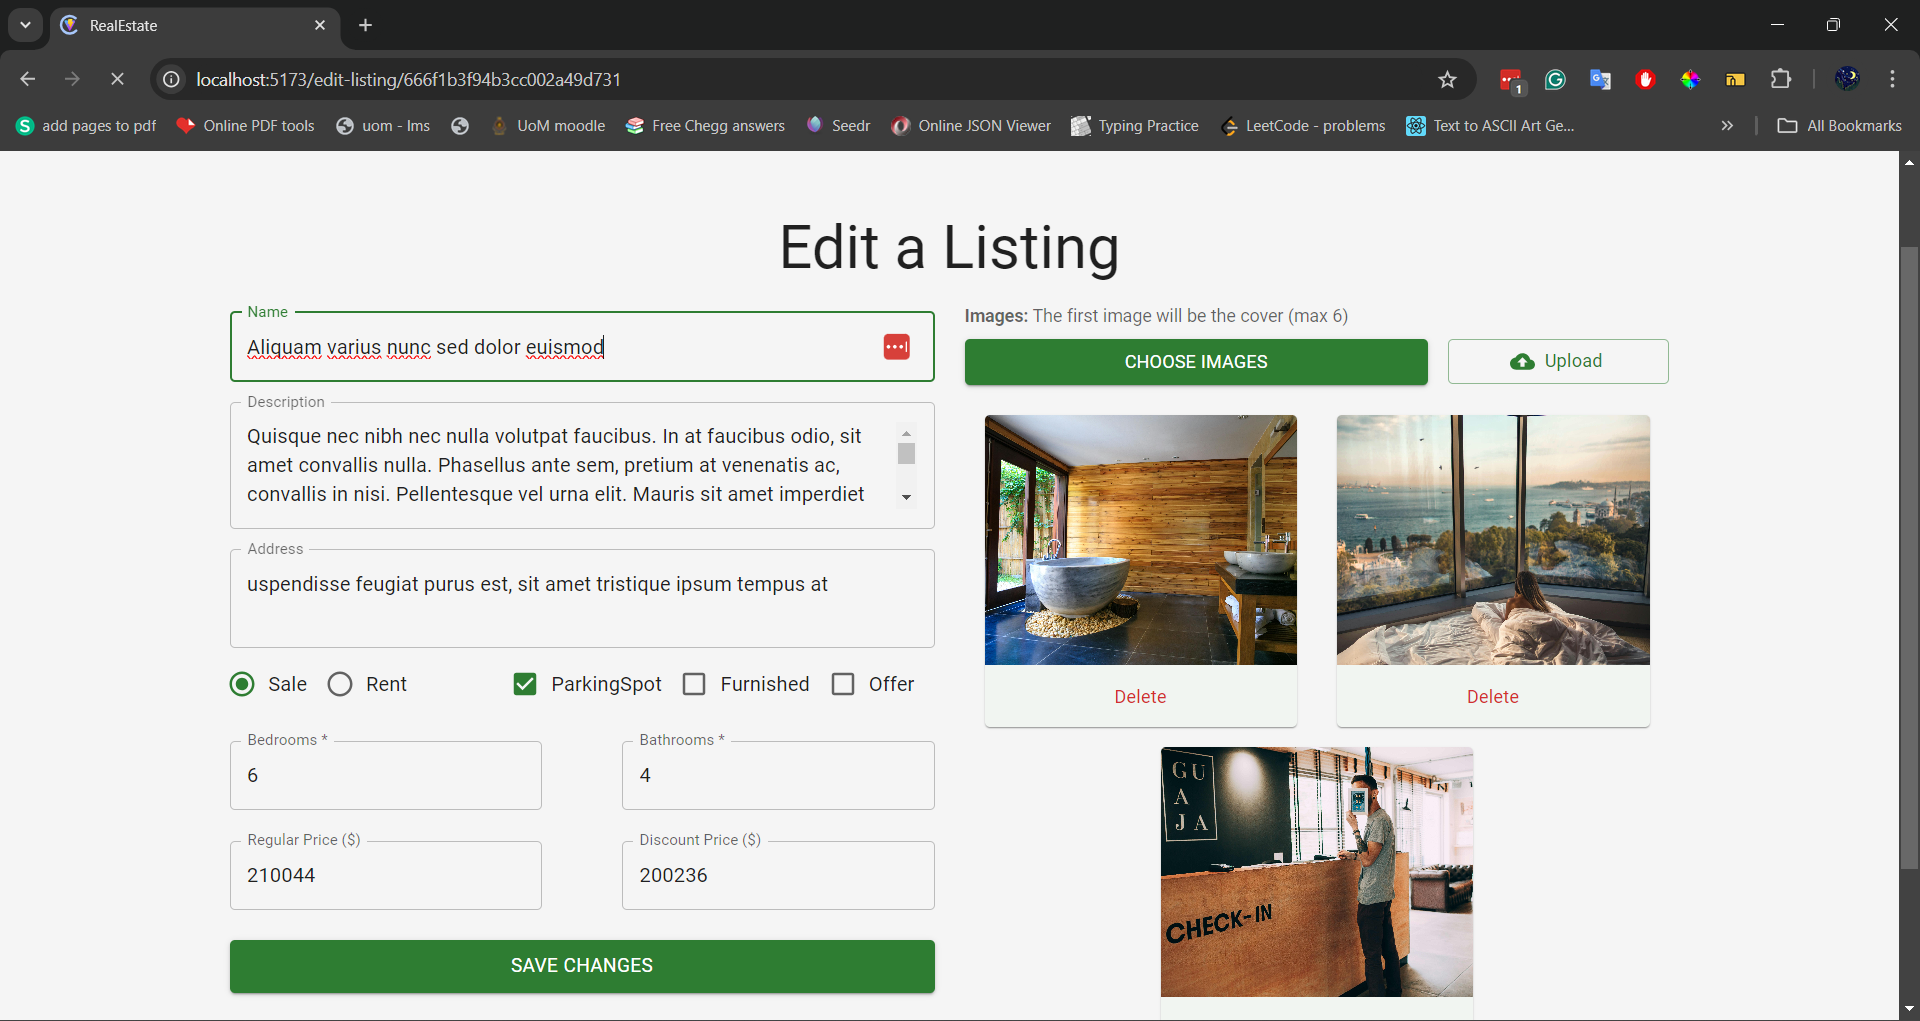 RealEstate
localhost:5173/edit-listing/666f1b3f94b3cc002a49d731
1
add pages to pdf
Online PDF tools
uom - lms
UoM moodle
Free Chegg answers
Seedr
Online JSON Viewer
Typing Practice
LeetCode - problems
Text to ASCII Art Ge...
All Bookmarks
Edit a Listing
Name
Aliquam varius nunc sed dolor euismod
Description
Quisque nec nibh nec nulla volutpat faucibus. In at faucibus odio, sit
amet convallis nulla. Phasellus ante sem, pretium at venenatis ac,
convallis in nisi. Pellentesque vel urna elit. Mauris sit amet imperdiet
Address
uspendisse feugiat purus est, sit amet tristique ipsum tempus at
Sale
Rent
ParkingSpot
Furnished
Offer
Bedrooms *
6
Bathrooms *
4
Regular Price ($)
210044
Discount Price ($)
200236
SAVE CHANGES
Images: The first image will be the cover (max 6)
CHOOSE IMAGES
Upload
Delete
Delete
GU
A
JA
CHECK-IN